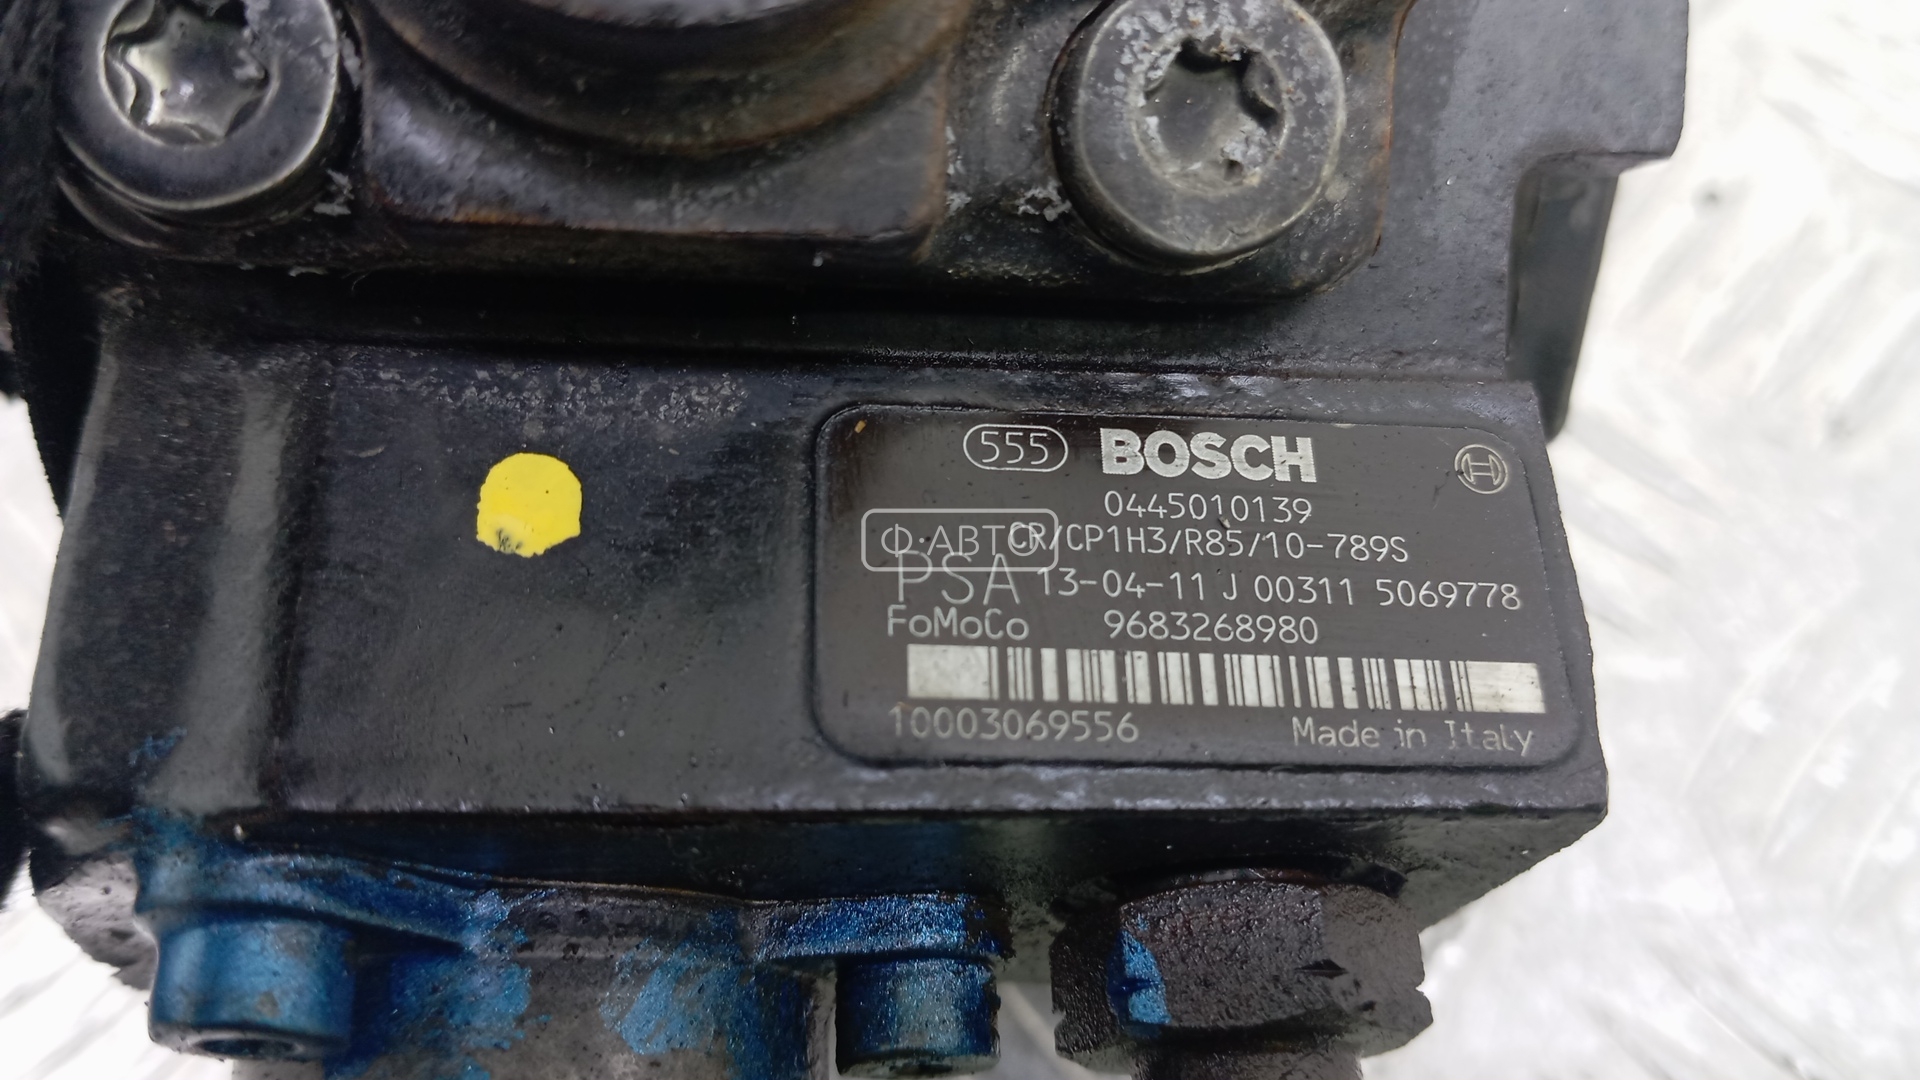 555 BOSCH
0445010139
Ф·АВТО
CR/CP1H3/R85/10-789S
PSA 13-04-11 J 00311 5069778
FoMoCo 9683268980
10003069556 Made in Italy